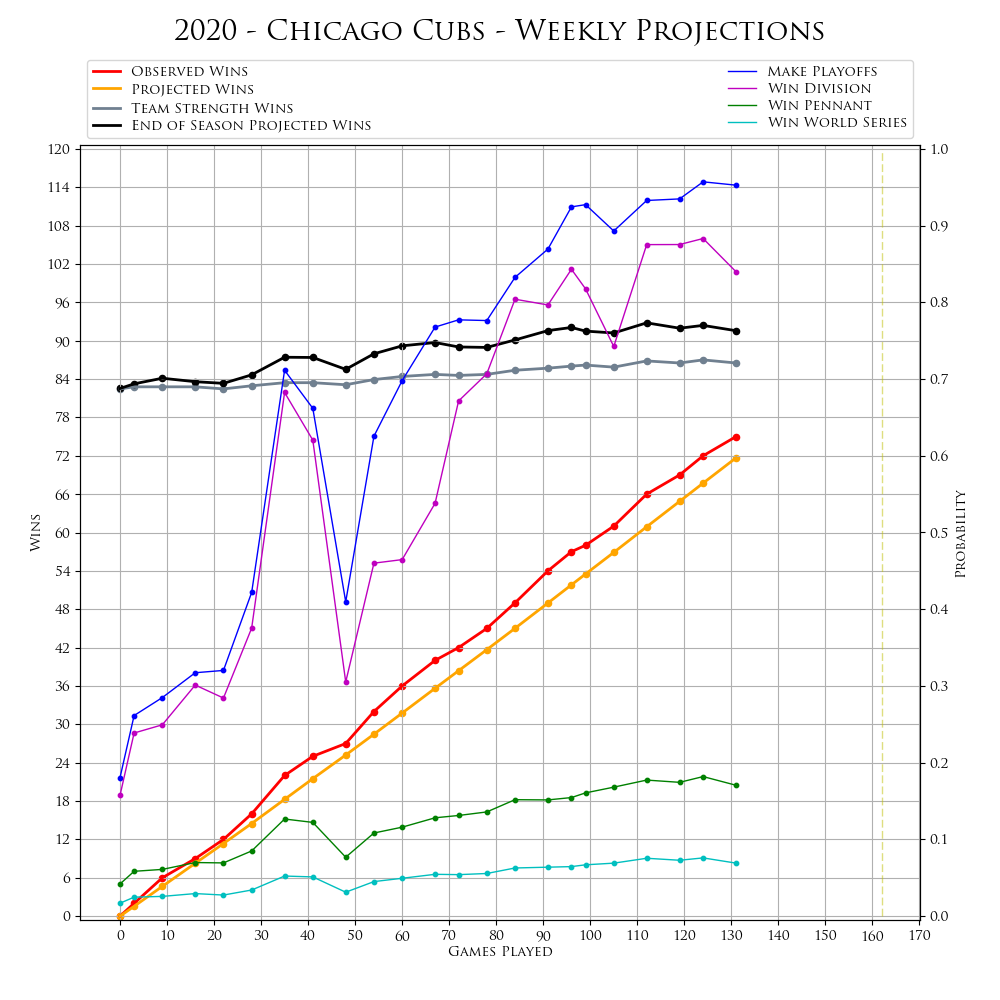 2020 - Chicago Cubs - Weekly Projections
Observed Wins
Projected Wins
Team Strength Wins
End of Season Projected Wins
Make Playoffs
Win Division
Win Pennant
Win World Series
120
114
108
102
96
90
84
78
72
66
60
54
48
42
36
30
24
18
12
6
0
Wins
1.0
0.9
0.8
0.7
0.6
0.5
0.4
0.3
0.2
0.1
0.0
Probability
0 10 20 30 40 50 60 70 80 90 100 110 120 130 140 150 160 170
Games Played